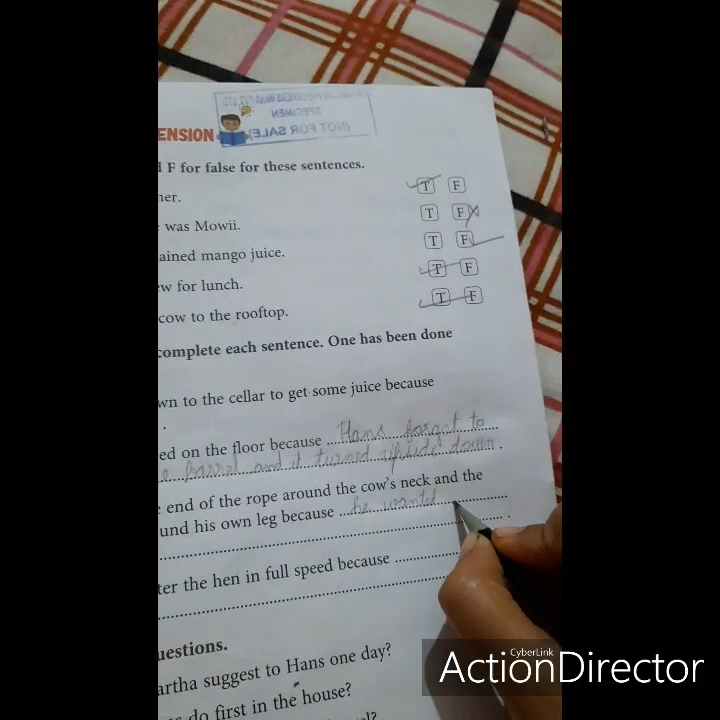 SPECIMEN
(NOT FOR SALE)
ENSION
F for false for these sentences.
her.
T F
was Mowii.
T F
ained mango juice.
T F
w for lunch.
T F
cow to the rooftop.
T F
complete each sentence. One has been done
wn to the cellar to get some juice because
.
ed on the floor because Hans forgot to
barrel and it turned upside down .
end of the rope around the cow's neck and the
und his own leg because he wanted
.
ter the hen in full speed because
uestions.
artha suggest to Hans one day?
do first in the house?
CyberLink
ActionDirector